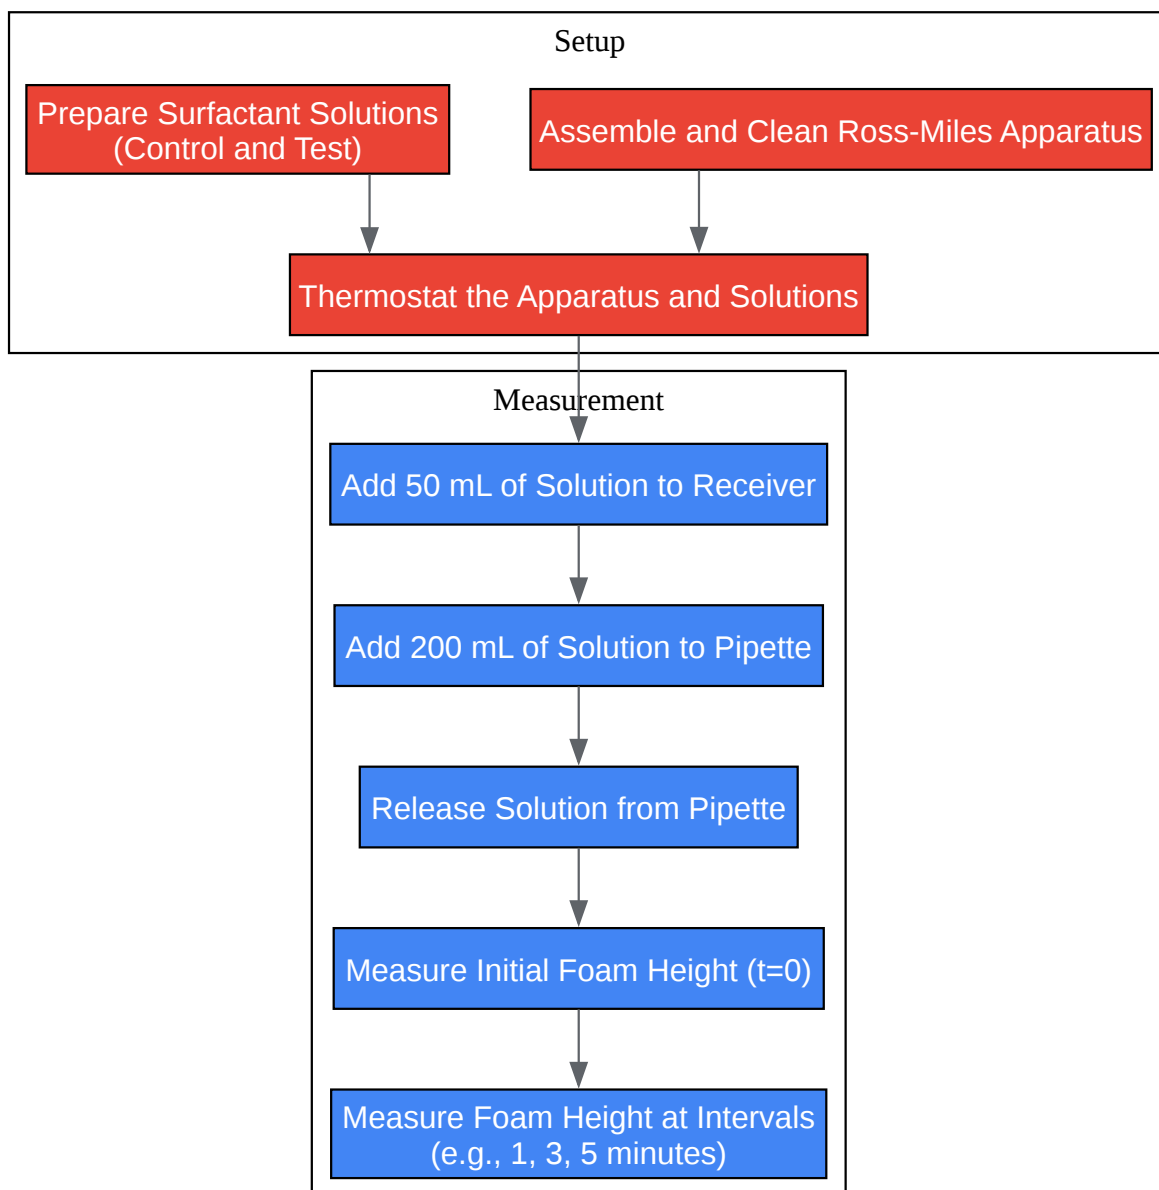 Setup
Prepare Surfactant Solutions
(Control and Test)
Assemble and Clean Ross-Miles Apparatus
Thermostat the Apparatus and Solutions
Measurement
Add 50 mL of Solution to Receiver
Add 200 mL of Solution to Pipette
Release Solution from Pipette
Measure Initial Foam Height (t=0)
Measure Foam Height at Intervals
(e.g., 1, 3, 5 minutes)